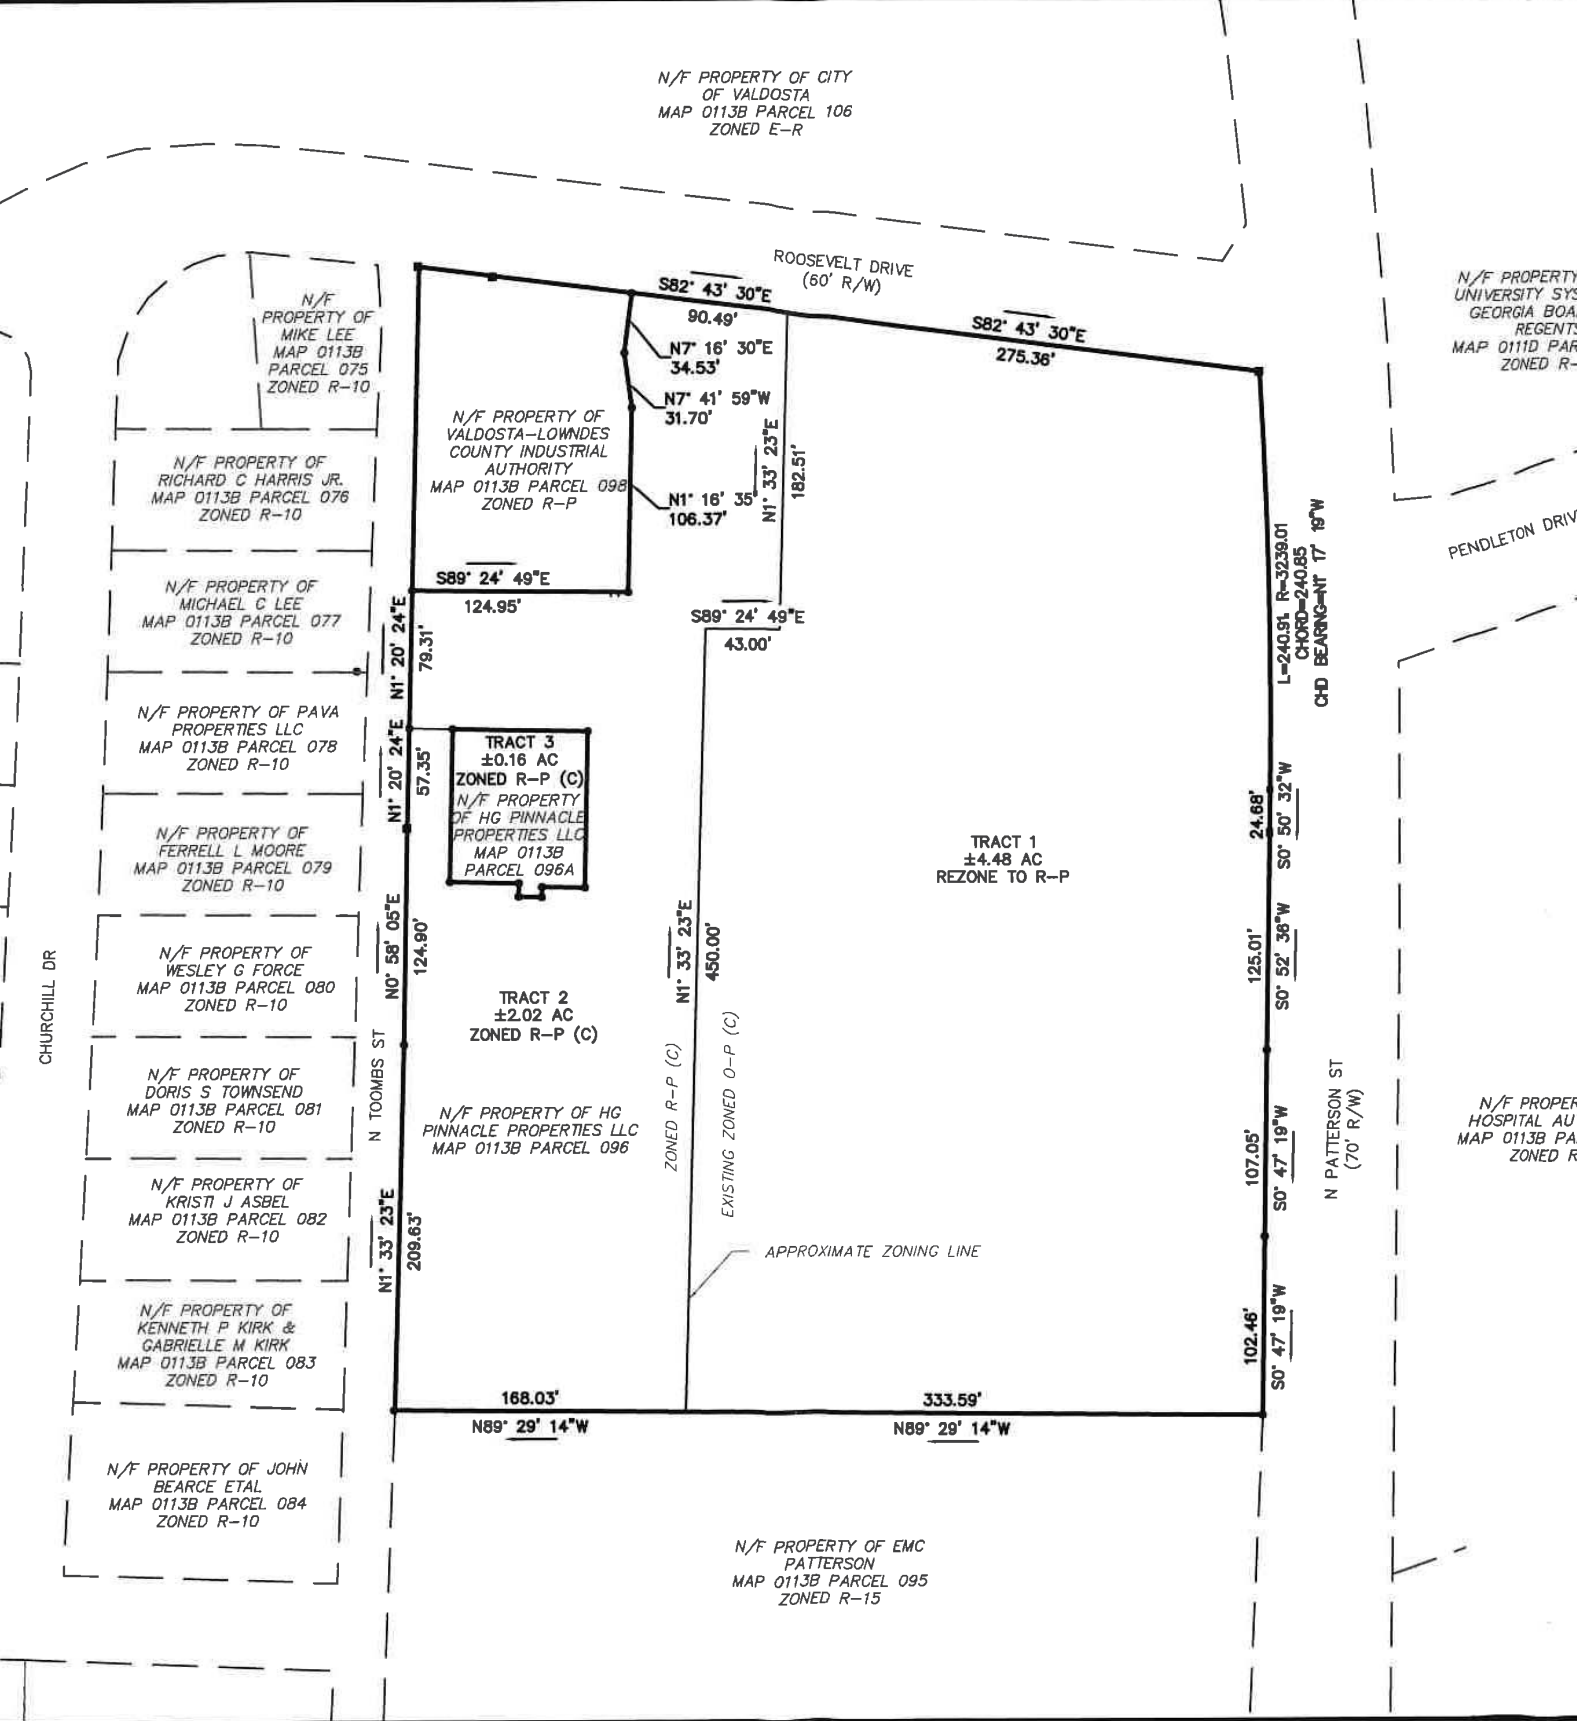 N/F PROPERTY OF CITY
OF VALDOSTA
MAP 0113B PARCEL 106
ZONED E-R
ROOSEVELT DRIVE
(60' R/W)
N/F PROPERTY
UNIVERSITY SYS
GEORGIA BOA
REGENTS
MAP 0111D PAR
ZONED R-
PENDLETON DRIV
N/F
PROPERTY OF
MIKE LEE
MAP 0113B
PARCEL 075
ZONED R-10
N/F PROPERTY OF
RICHARD C HARRIS JR.
MAP 0113B PARCEL 076
ZONED R-10
N/F PROPERTY OF
MICHAEL C LEE
MAP 0113B PARCEL 077
ZONED R-10
N/F PROPERTY OF PAVA
PROPERTIES LLC
MAP 0113B PARCEL 078
ZONED R-10
N/F PROPERTY OF
FERRELL L MOORE
MAP 0113B PARCEL 079
ZONED R-10
N/F PROPERTY OF
WESLEY G FORCE
MAP 0113B PARCEL 080
ZONED R-10
N/F PROPERTY OF
DORIS S TOWNSEND
MAP 0113B PARCEL 081
ZONED R-10
N/F PROPERTY OF
KRISTI J ASBEL
MAP 0113B PARCEL 082
ZONED R-10
N/F PROPERTY OF
KENNETH P KIRK &
GABRIELLE M KIRK
MAP 0113B PARCEL 083
ZONED R-10
N/F PROPERTY OF JOHN
BEARCE ETAL
MAP 0113B PARCEL 084
ZONED R-10
CHURCHILL DR
N TOOMBS ST
S82° 43' 30"E
90.49'
S82° 43' 30"E
275.36'
N7° 16' 30"E
34.53'
N7° 41' 59"W
31.70'
N1° 16' 35"
106.37'
N1° 33' 23"E
182.51'
N/F PROPERTY OF
VALDOSTA-LOWNDES
COUNTY INDUSTRIAL
AUTHORITY
MAP 0113B PARCEL 098
ZONED R-P
S89° 24' 49"E
124.95'
S89° 24' 49"E
43.00'
N1° 20' 24"E
79.31'
N1° 20' 24"E
57.35'
N0° 58' 05"E
124.90'
N1° 33' 23"E
209.63'
TRACT 3
±0.16 AC
ZONED R-P (C)
N/F PROPERTY
OF HG PINNACLE
PROPERTIES LLC
MAP 0113B
PARCEL 096A
TRACT 2
±2.02 AC
ZONED R-P (C)
N/F PROPERTY OF HG
PINNACLE PROPERTIES LLC
MAP 0113B PARCEL 096
N1° 33' 23"E
450.00'
ZONED R-P (C)
EXISTING ZONED O-P (C)
APPROXIMATE ZONING LINE
TRACT 1
±4.48 AC
REZONE TO R-P
L=240.91 R=3239.01
CHORD=240.85
CHD BEARING=N1° 17' 19"W
24.68'
S0° 50' 32"W
125.01'
S0° 52' 36"W
107.05'
S0° 47' 19"W
102.46'
S0° 47' 19"W
N PATTERSON ST
(70' R/W)
N/F PROPER
HOSPITAL AU
MAP 0113B PA
ZONED R
168.03'
N89° 29' 14"W
333.59'
N89° 29' 14"W
N/F PROPERTY OF EMC
PATTERSON
MAP 0113B PARCEL 095
ZONED R-15